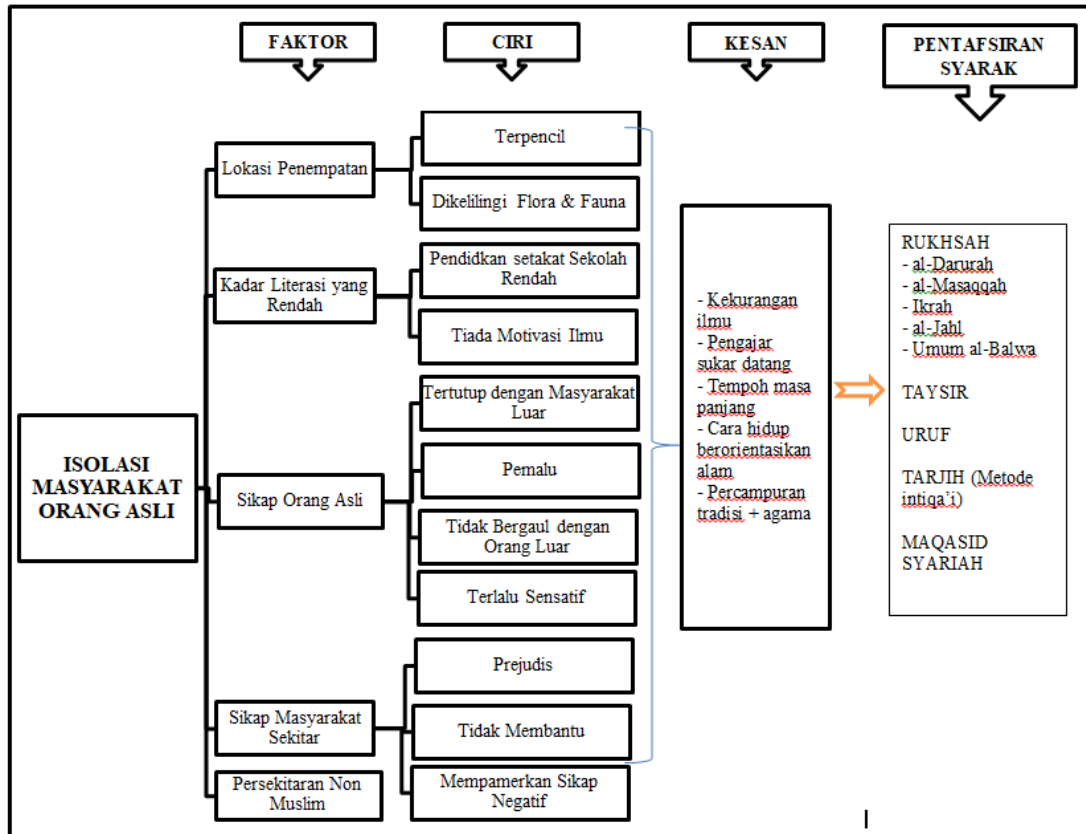 FAKTOR
CIRI
KESAN
PENTAFSIRAN
SYARAK
ISOLASI
MASYARAKAT
ORANG ASLI
Lokasi Penempatan
Kadar Literasi yang
Rendah
Sikap Orang Asli
Sikap Masyarakat
Sekitar
Persekitaran Non
Muslim
Terpencil
Dikelilingi Flora & Fauna
Pendidkan setakat Sekolah
Rendah
Tiada Motivasi Ilmu
Tertutup dengan Masyarakat
Luar
Pemalu
Tidak Bergaul dengan
Orang Luar
Terlalu Sensatif
Prejudis
Tidak Membantu
Mempamerkan Sikap
Negatif
- Kekurangan
ilmu
- Pengajar
sukar datang
- Tempoh masa
panjang
- Cara hidup
berorientasikan
alam
- Percampuran
tradisi + agama
RUKHSAH
- al-Darurah
- al-Masaqqah
- Ikrah
- al-Jahl
- Umum al-Balwa
TAYSIR
URUF
TARJIH (Metode
intiqa’i)
MAQASID
SYARIAH